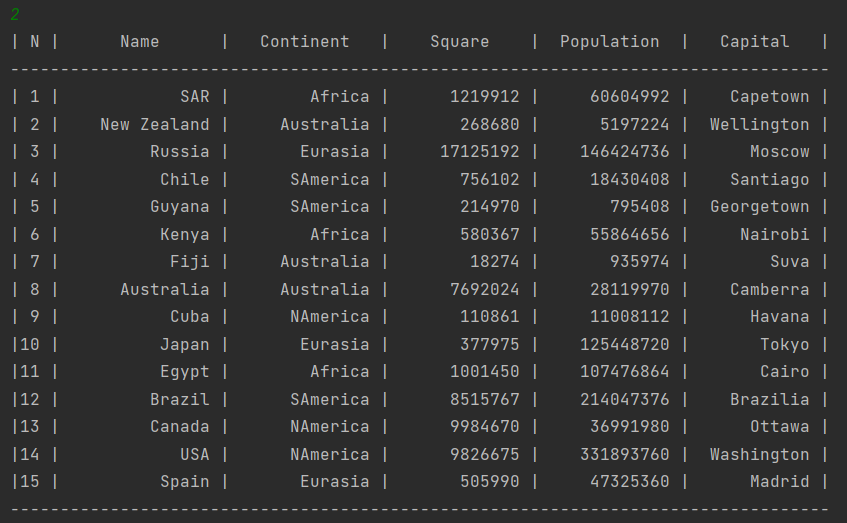 2
| N |      Name      |   Continent   |    Square    |  Population  |   Capital   |
----------------------------------------------------------------------------------
| 1 |            SAR |        Africa |      1219912 |     60604992 |    Capetown |
| 2 |    New Zealand |     Australia |       268680 |      5197224 |  Wellington |
| 3 |         Russia |       Eurasia |     17125192 |    146424736 |      Moscow |
| 4 |          Chile |      SAmerica |       756102 |     18430408 |    Santiago |
| 5 |         Guyana |      SAmerica |       214970 |       795408 |  Georgetown |
| 6 |          Kenya |        Africa |       580367 |     55864656 |     Nairobi |
| 7 |           Fiji |     Australia |        18274 |       935974 |        Suva |
| 8 |      Australia |     Australia |      7692024 |     28119970 |    Camberra |
| 9 |           Cuba |      NAmerica |       110861 |     11008112 |      Havana |
|10 |          Japan |       Eurasia |       377975 |    125448720 |       Tokyo |
|11 |          Egypt |        Africa |      1001450 |    107476864 |       Cairo |
|12 |         Brazil |      SAmerica |      8515767 |    214047376 |    Brazilia |
|13 |         Canada |      NAmerica |      9984670 |     36991980 |      Ottawa |
|14 |            USA |      NAmerica |      9826675 |    331893760 |  Washington |
|15 |          Spain |       Eurasia |       505990 |     47325360 |      Madrid |
----------------------------------------------------------------------------------